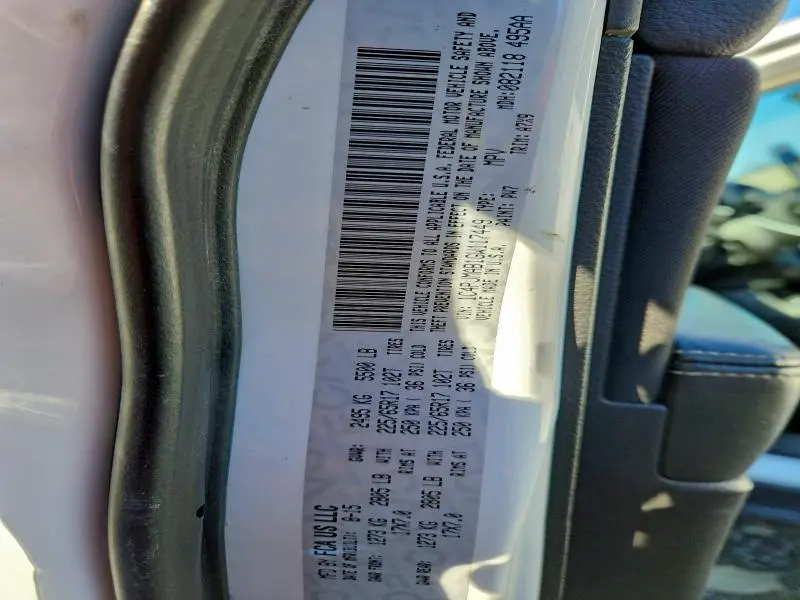 MFD BY FCA US LLC
DATE OF MFR 8-15 GVWR: 2495 KG 5500 LB
GAWR FRONT: 1273 KG 2805 LB WITH 225/65R17 102T TIRES
17X7.0 RIMS AT 250 KPA ( 36 PSI) COLD
GAWR REAR: 1273 KG 2805 LB WITH 225/65R17 102T TIRES
17X7.0 RIMS AT 250 KPA ( 36 PSI) COLD
THIS VEHICLE CONFORMS TO ALL APPLICABLE U.S.A. FEDERAL MOTOR VEHICLE SAFETY AND
THEFT PREVENTION STANDARDS IN EFFECT ON THE DATE OF MANUFACTURE SHOWN ABOVE.
VIN: TYPE: MPV MDH:082118 495AA
VEHICLE MADE IN U.S.A. PAINT: PW7 TRIM: A7X9